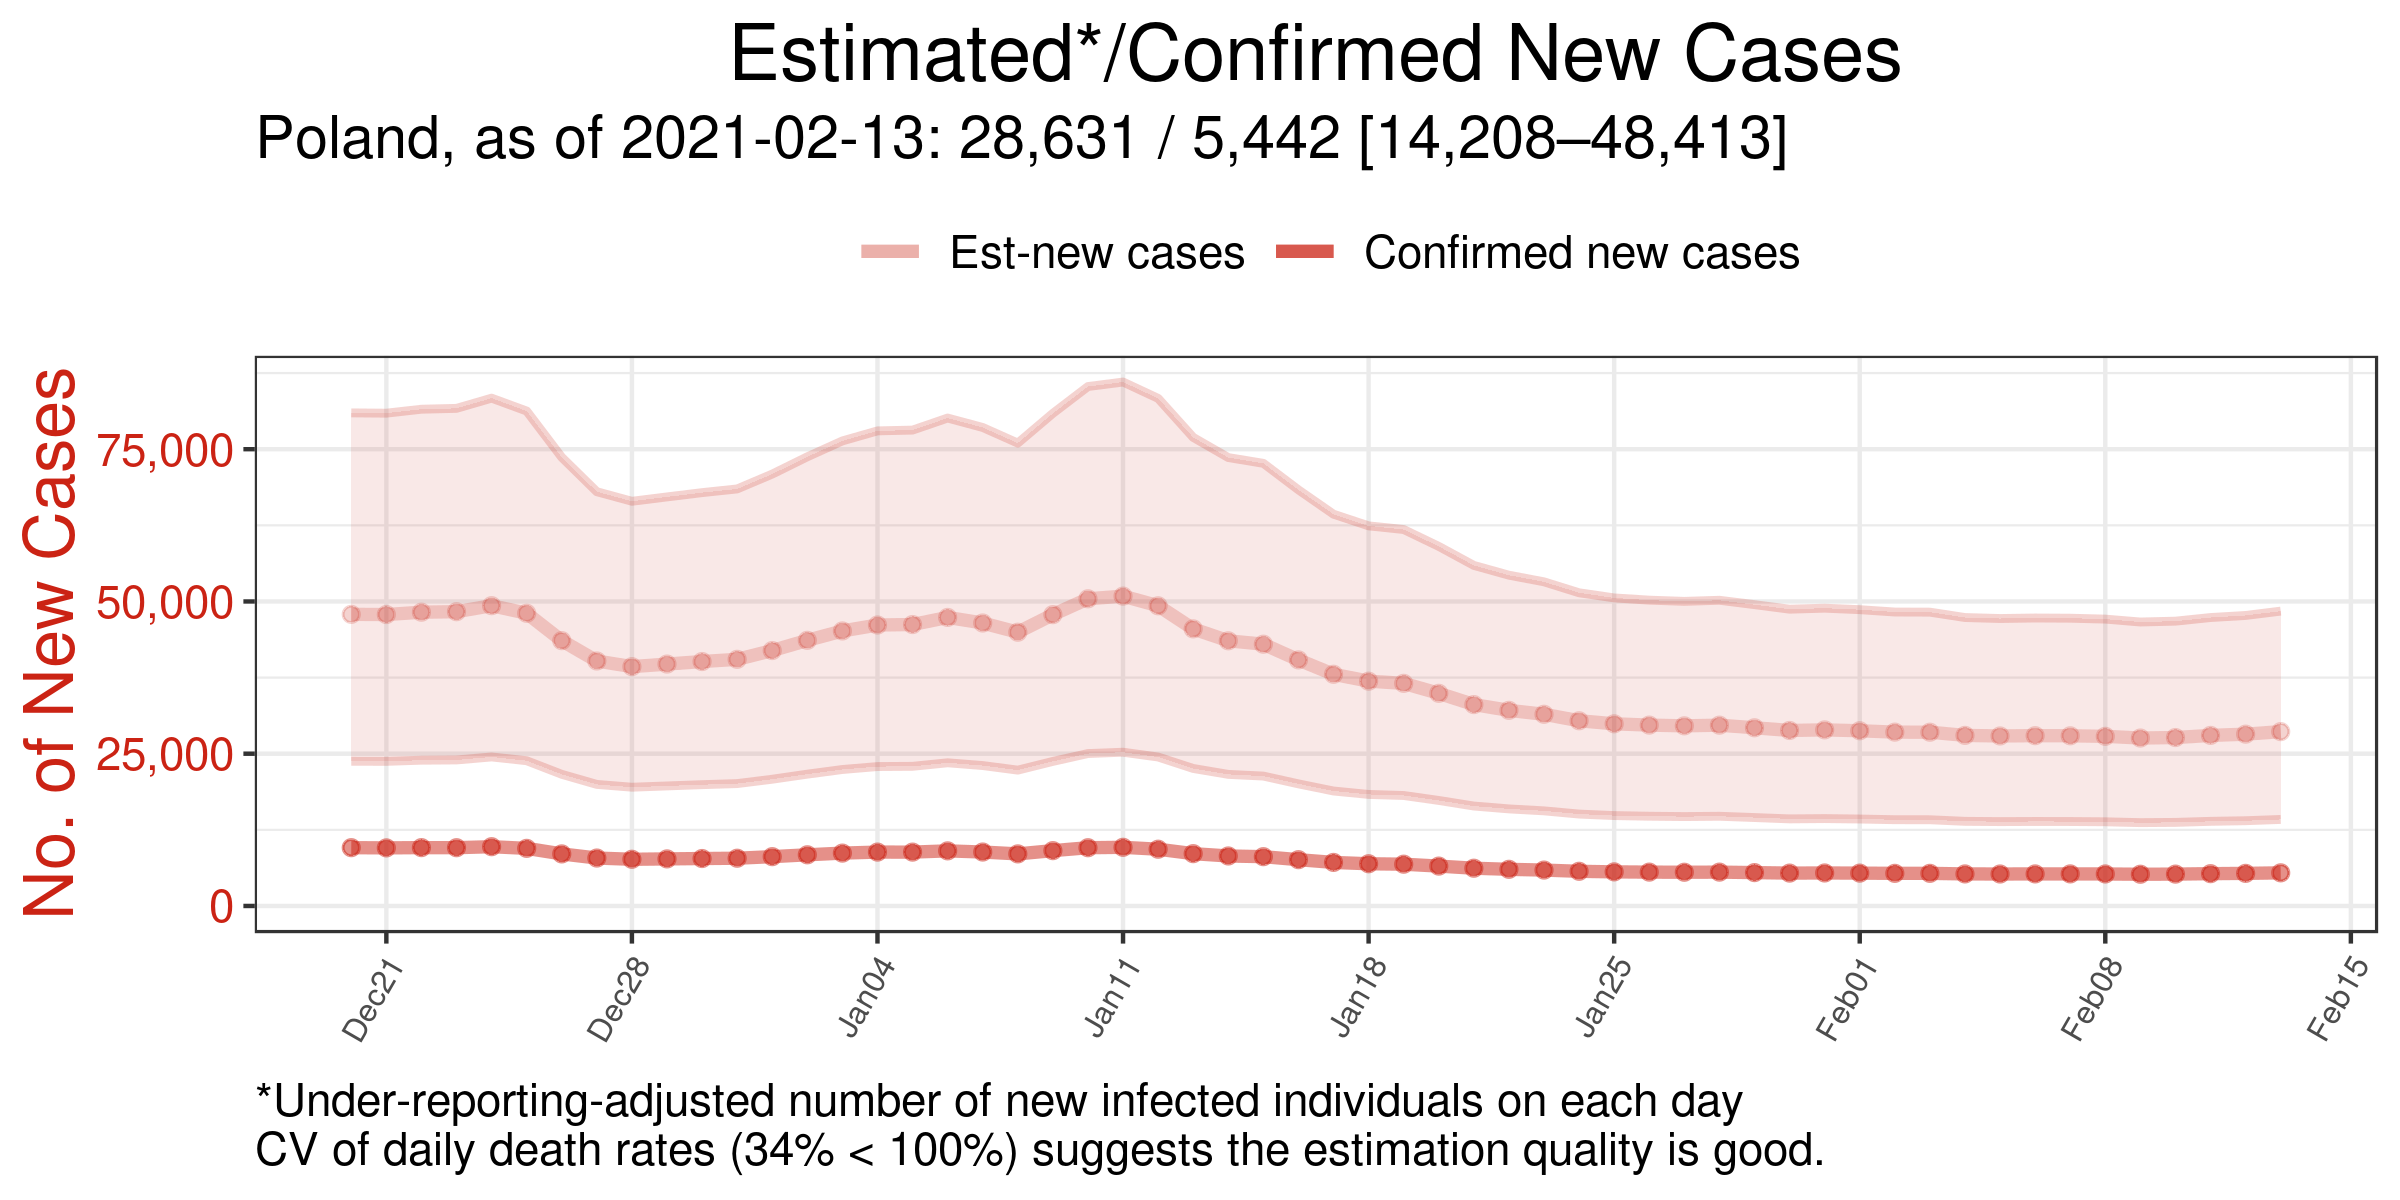 Estimated*/Confirmed New Cases
Poland, as of 2021-02-13: 28,631 / 5,442 [14,208–48,413]
Est-new cases
Confirmed new cases
No. of New Cases
75,000
50,000
25,000
0
Dec21
Dec28
Jan04
Jan11
Jan18
Jan25
Feb01
Feb08
Feb15
*Under-reporting-adjusted number of new infected individuals on each day
CV of daily death rates (34% < 100%) suggests the estimation quality is good.